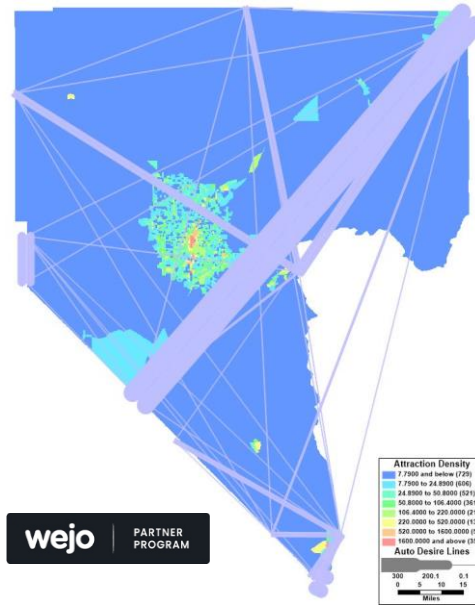 Attraction Density
7.7900 and below (729)
7.7900 to 24.8900 (606)
24.8900 to 50.8000 (521)
50.8000 to 106.4000 (36
106.4000 to 220.0000 (2
220.0000 to 520.0000 (1
520.0000 to 1600.0000 (
1600.0000 and above (3
Auto Desire Lines
300 200.1 0.1
0 5 10 15
Miles
wejo PARTNER
PROGRAM